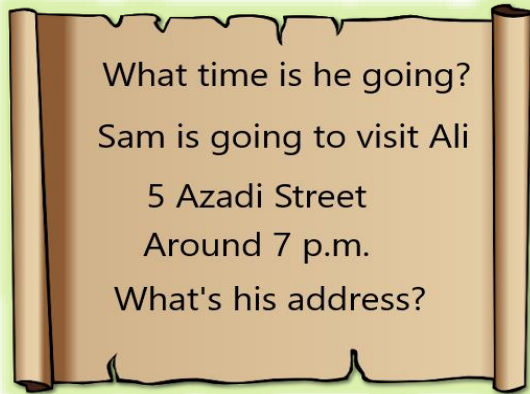 What time is he going?
Sam is going to visit Ali
5 Azadi Street
Around 7 p.m.
What's his address?